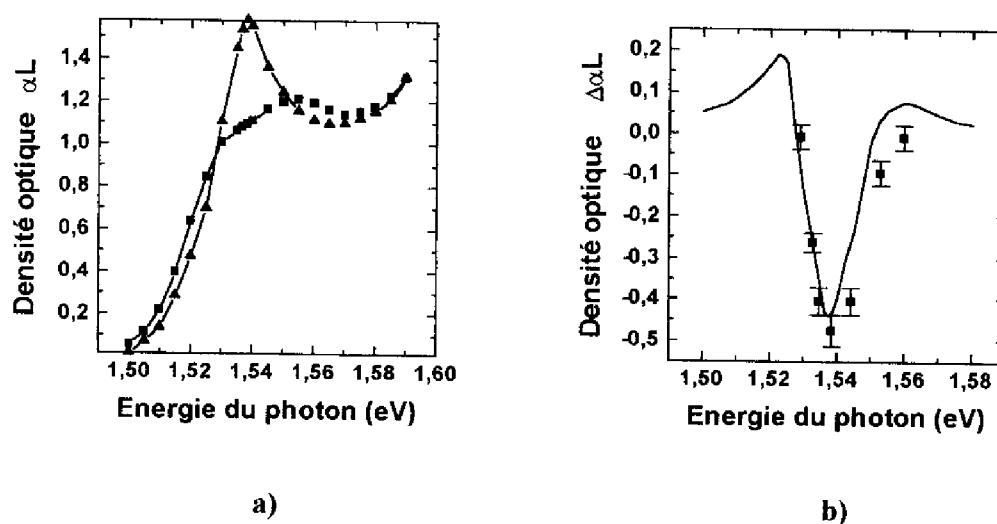 Densité optique αL
1,4
1,2
1,0
0,8
0,6
0,4
0,2
1,50 1,52 1,54 1,56 1,58 1,60
Energie du photon (eV)
a)
Densité optique ΔαL
0,2
0,1
0,0
-0,1
-0,2
-0,3
-0,4
-0,5
1,50 1,52 1,54 1,56 1,58
Energie du photon (eV)
b)